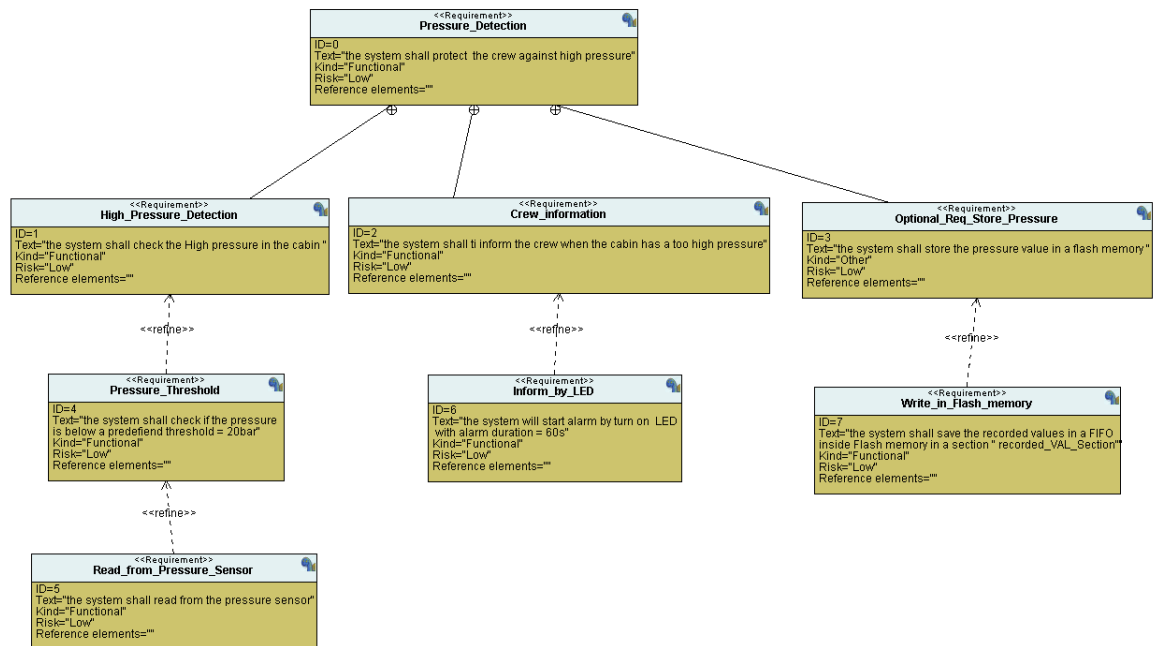 <<Requirement>>
Pressure_Detection
ID=0
Text="the system shall protect  the crew against high pressure"
Kind="Functional"
Risk="Low"
Reference elements=""
<<Requirement>>
High_Pressure_Detection
ID=1
Text="the system shall check the High pressure in the cabin "
Kind="Functional"
Risk="Low"
Reference elements=""
<<Requirement>>
Crew_information
ID=2
Text="the system shall ti inform the crew when the cabin has a too high pressure"
Kind="Functional"
Risk="Low"
Reference elements=""
<<Requirement>>
Optional_Req_Store_Pressure
ID=3
Text="the system shall store the pressure value in a flash memory "
Kind="Other"
Risk="Low"
Reference elements=""
<<refine>>
<<refine>>
<<refine>>
<<Requirement>>
Pressure_Threshold
ID=4
Text="the system shall check if the pressure
is below a predefiend threshold = 20bar"
Kind="Functional"
Risk="Low"
Reference elements=""
<<Requirement>>
Inform_by_LED
ID=6
Text="the system will start alarm by turn on  LED
with alarm duration = 60s"
Kind="Functional"
Risk="Low"
Reference elements=""
<<Requirement>>
Write_in_Flash_memory
ID=7
Text="the system shall save the recorded values in a FIFO
inside Flash memory in a section " recorded_VAL_Section""
Kind="Functional"
Risk="Low"
Reference elements=""
<<refine>>
<<Requirement>>
Read_from_Pressure_Sensor
ID=5
Text="the system shall read from the pressure sensor"
Kind="Functional"
Risk="Low"
Reference elements=""